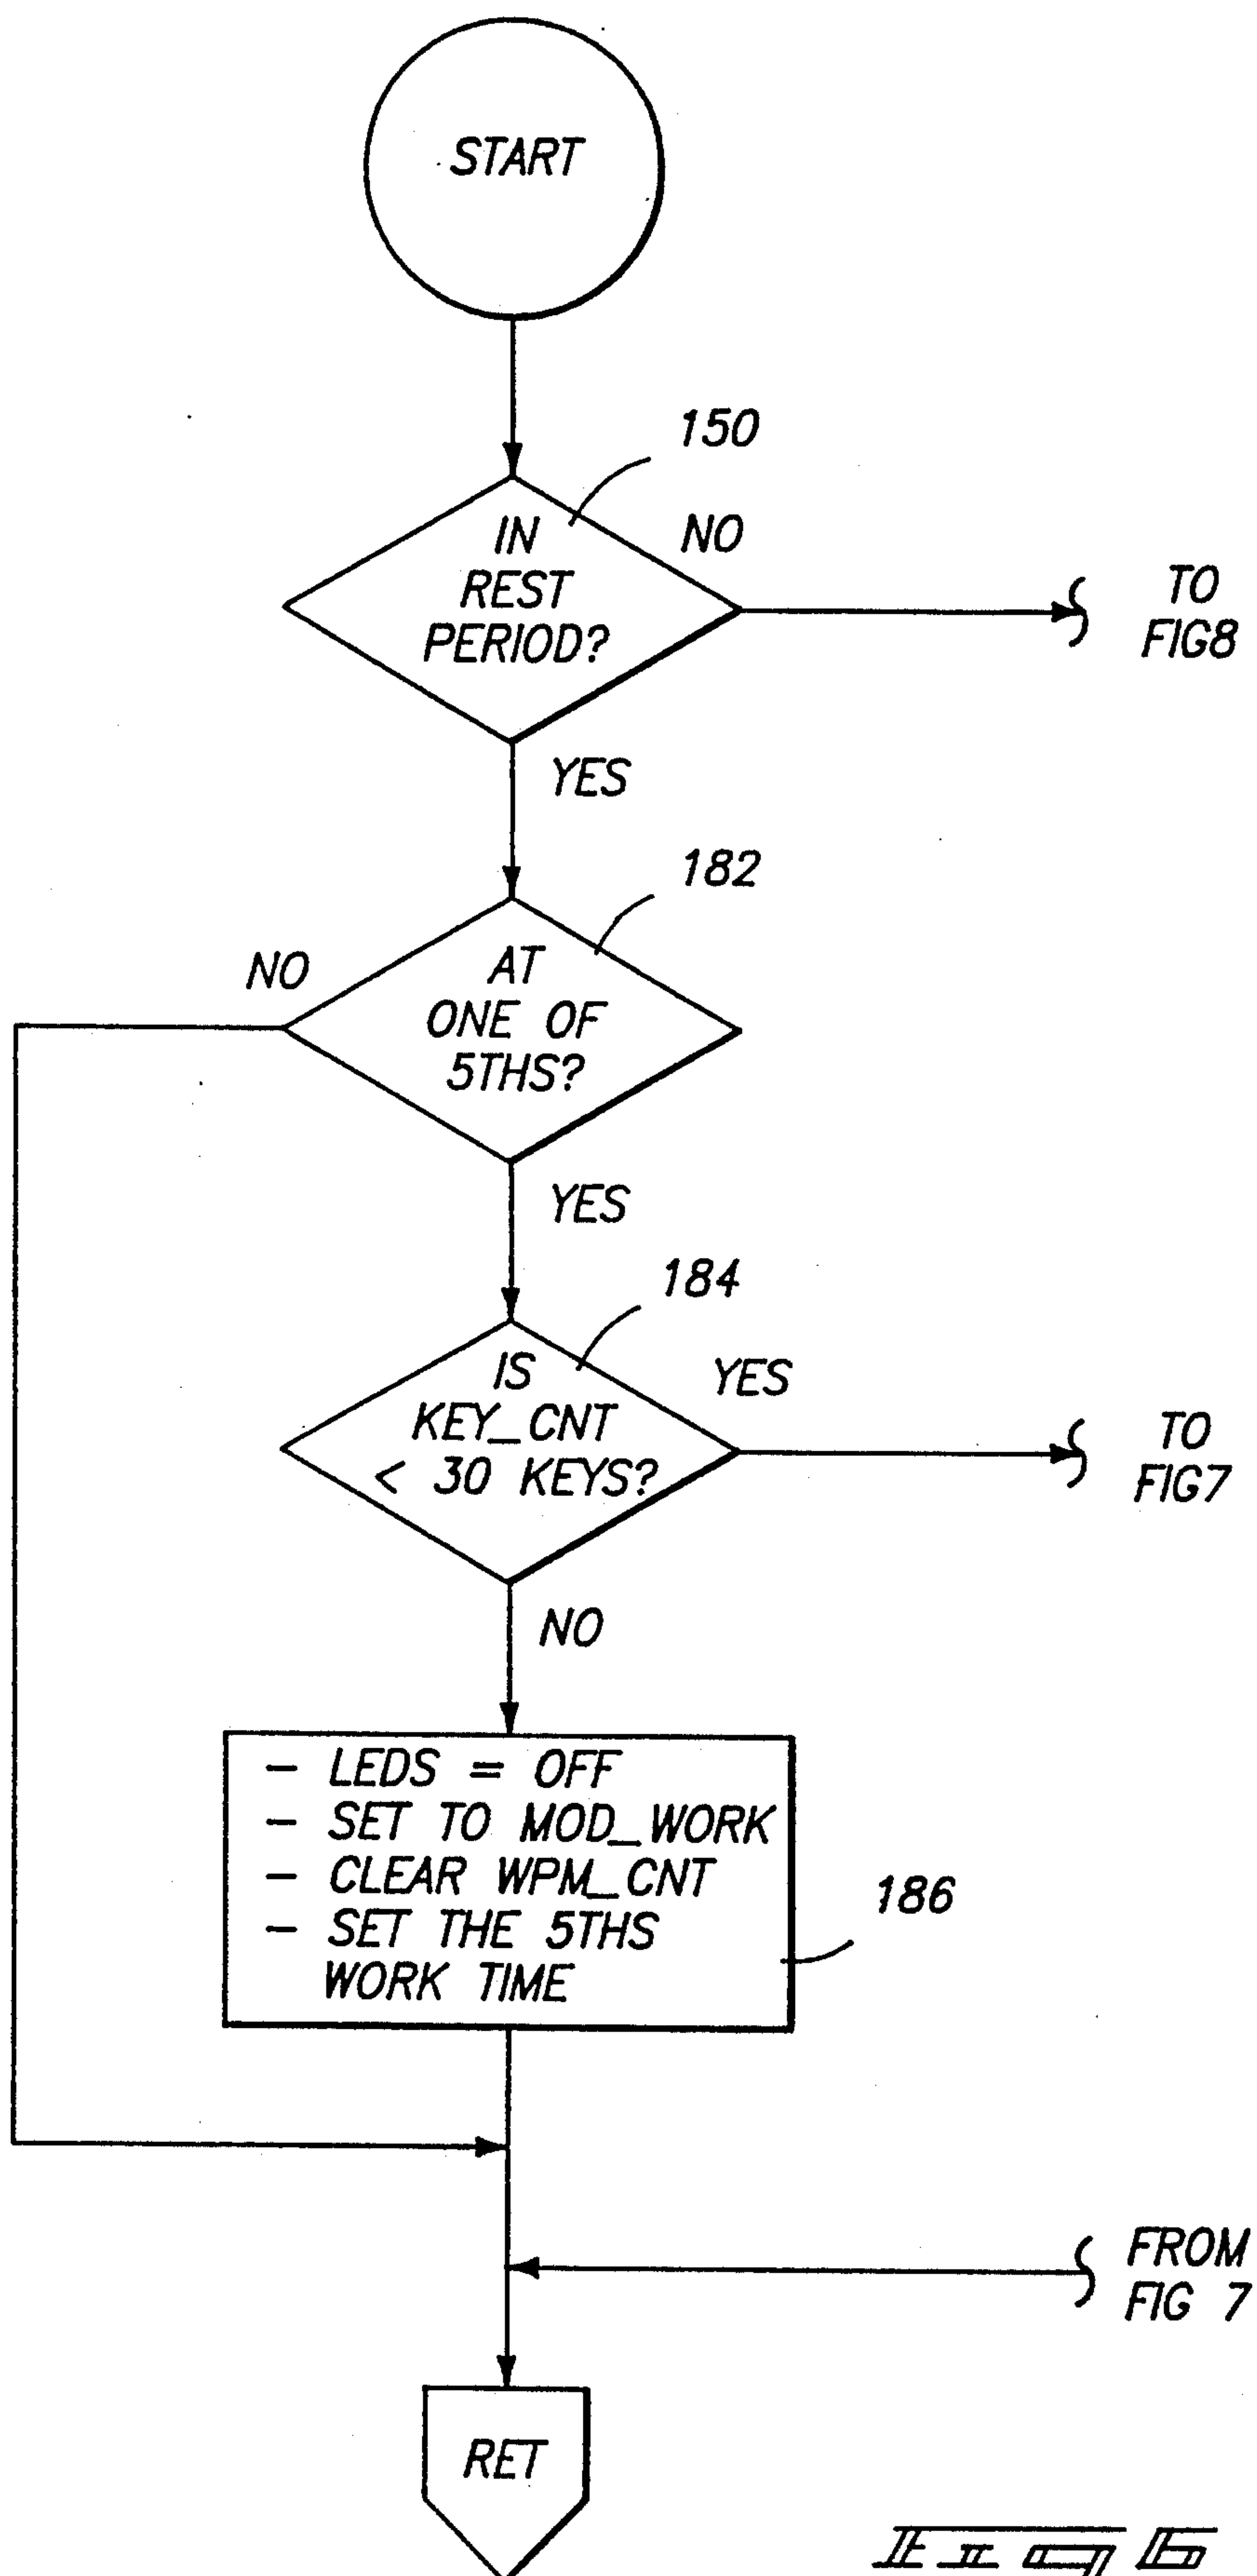 START
150
IN
REST
PERIOD?
NO
TO
FIG8
YES
182
NO
AT
ONE OF
5THS?
YES
184
IS
KEY_CNT
< 30 KEYS?
YES
TO
FIG7
NO
- LEDS = OFF
- SET TO MOD_WORK
- CLEAR WPM_CNT
- SET THE 5THS
WORK TIME
186
FROM
FIG 7
RET
FIG 6